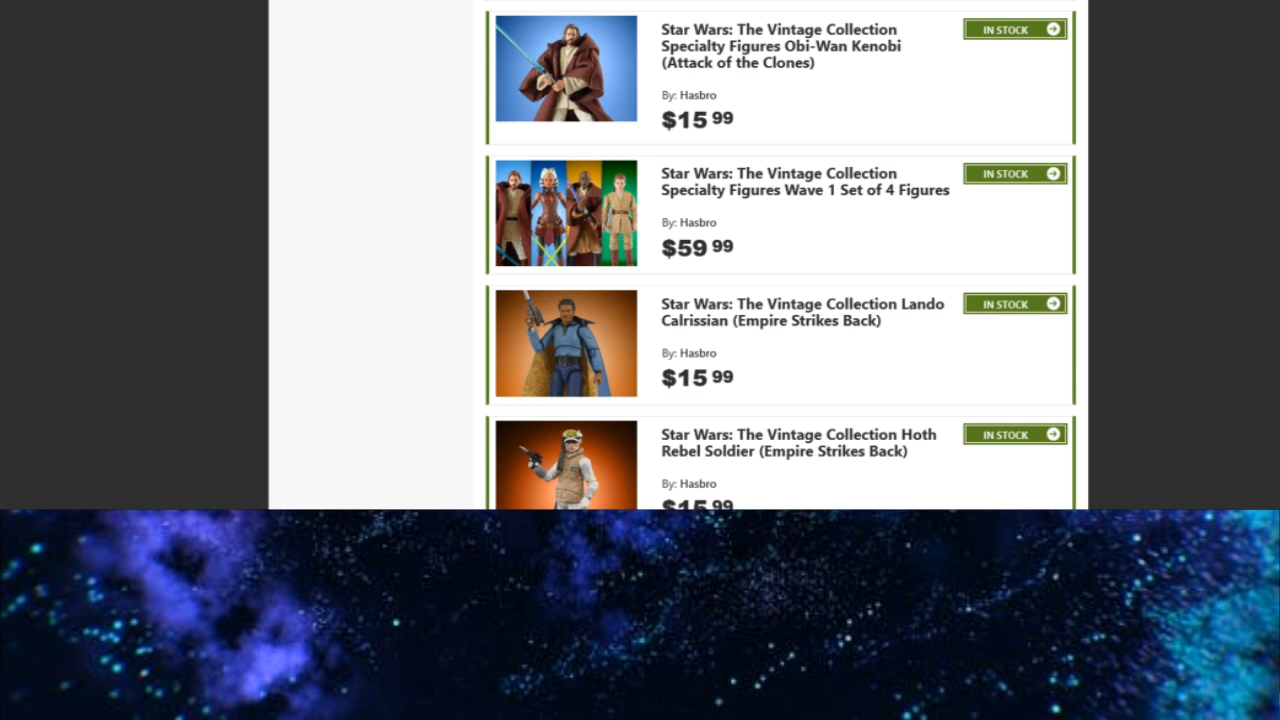 Star Wars: The Vintage Collection
Specialty Figures Obi-Wan Kenobi
(Attack of the Clones)
IN STOCK
By: Hasbro
$15 99
Star Wars: The Vintage Collection
Specialty Figures Wave 1 Set of 4 Figures
IN STOCK
By: Hasbro
$59 99
Star Wars: The Vintage Collection Lando
Calrissian (Empire Strikes Back)
IN STOCK
By: Hasbro
$15 99
Star Wars: The Vintage Collection Hoth
Rebel Soldier (Empire Strikes Back)
IN STOCK
By: Hasbro
$15 99